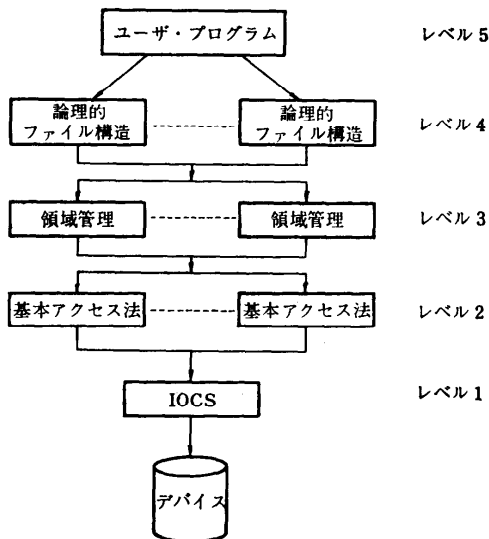 ユーザ・プログラム
レベル 5
論理的
ファイル構造
論理的
ファイル構造
レベル 4
領域管理
領域管理
レベル 3
基本アクセス法
基本アクセス法
レベル 2
IOCS
レベル 1
デバイス